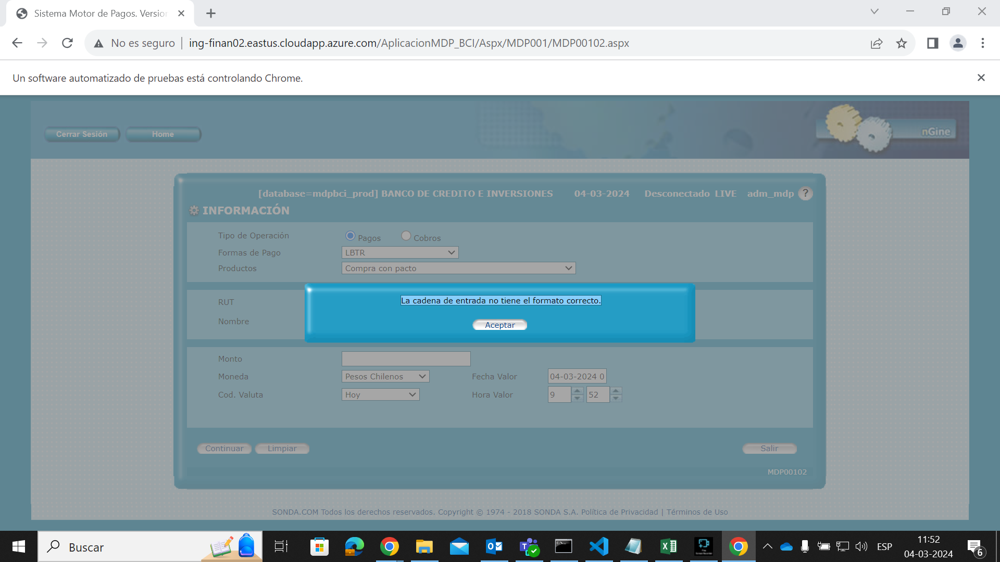 Sistema Motor de Pagos. Version
No es seguro
ing-finan02.eastus.cloudapp.azure.com/AplicacionMDP_BCI/Aspx/MDP001/MDP00102.aspx
Un software automatizado de pruebas está controlando Chrome.
Cerrar Sesión
Home
nGine
[database=mdpbci_prod] BANCO DE CREDITO E INVERSIONES 04-03-2024 Desconectado LIVE adm_mdp ?
INFORMACIÓN
Tipo de Operación Pagos Cobros
Formas de Pago LBTR
Productos Compra con pacto
RUT
Nombre
La cadena de entrada no tiene el formato correcto.
Aceptar
Monto
Moneda Pesos Chilenos Fecha Valor 04-03-2024 0
Cod. Valuta Hoy Hora Valor 9 52
Continuar Limpiar Salir
MDP00102
SONDA.COM Todos los derechos reservados. Copyright © 1974 - 2018 SONDA S.A. Política de Privacidad | Términos de Uso
Buscar
ESP
11:52
04-03-2024
6